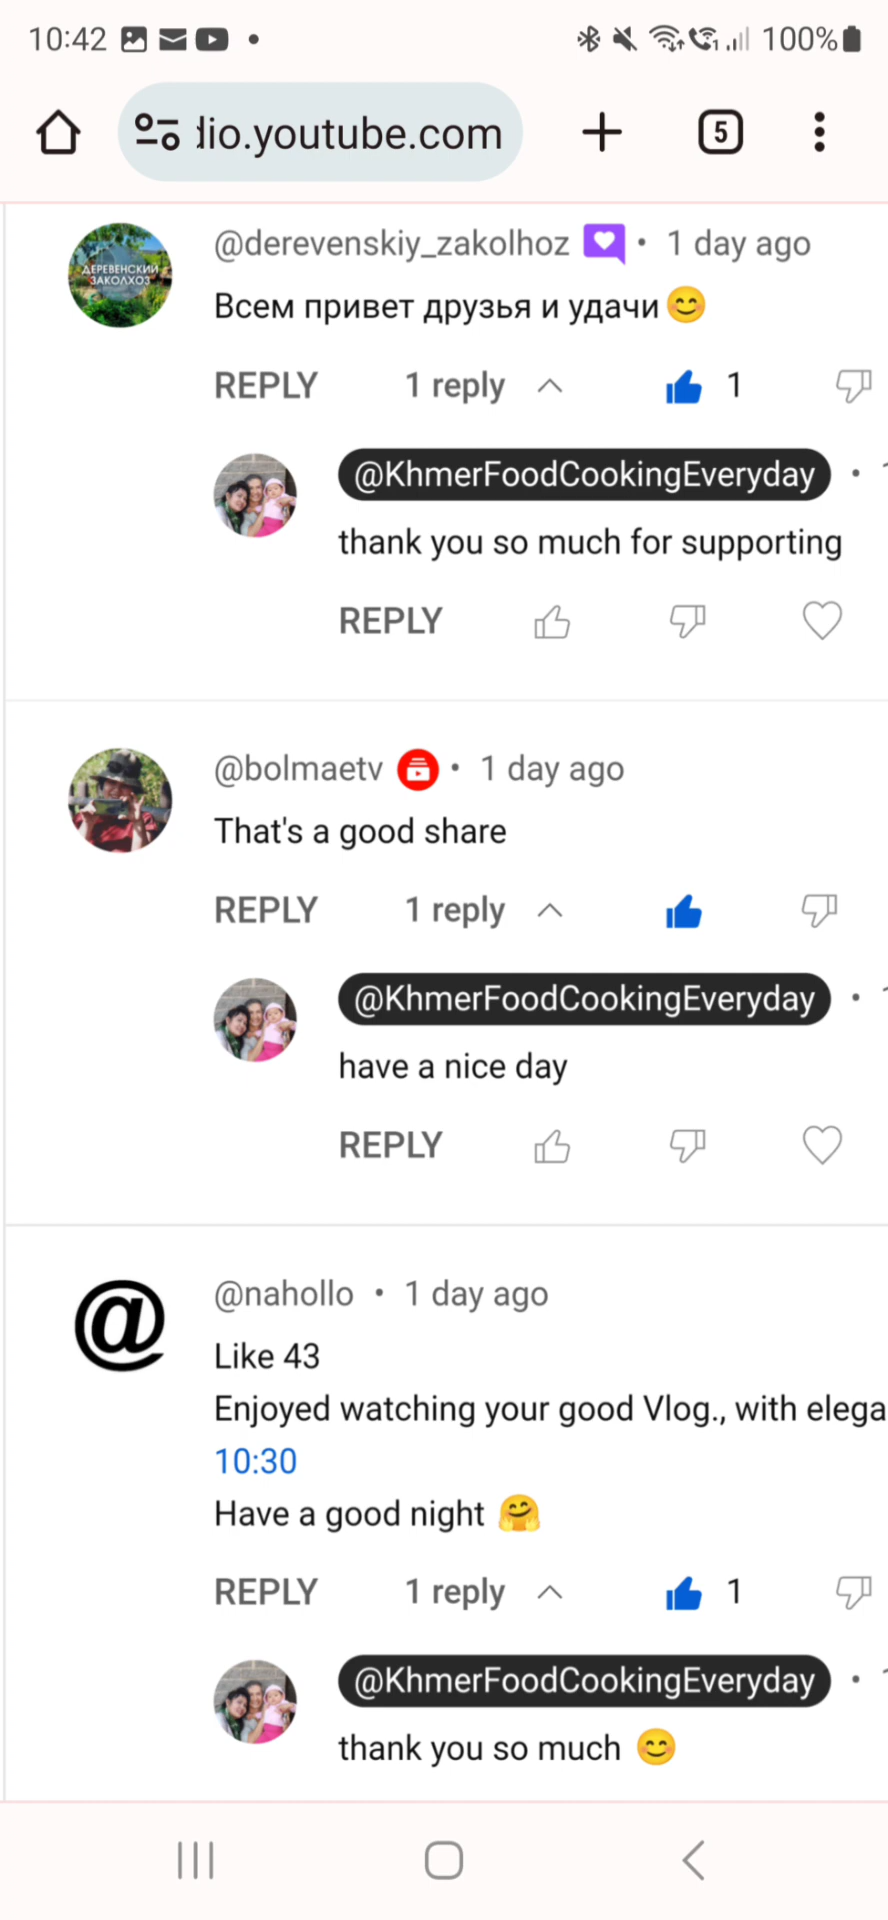 10:42
100%
dio.youtube.com
5
ДЕРЕВЕНСКИЙ
ЗАКОЛХОЗ
@derevenskiy_zakolhoz • 1 day ago
Всем привет друзья и удачи😊
REPLY 1 reply 1
@KhmerFoodCookingEveryday •
thank you so much for supporting
REPLY
@bolmaetv • 1 day ago
That's a good share
REPLY 1 reply
@KhmerFoodCookingEveryday •
have a nice day
REPLY
@
@nahollo • 1 day ago
Like 43
Enjoyed watching your good Vlog., with elega
10:30
Have a good night 🤗
REPLY 1 reply 1
@KhmerFoodCookingEveryday •
thank you so much 😊